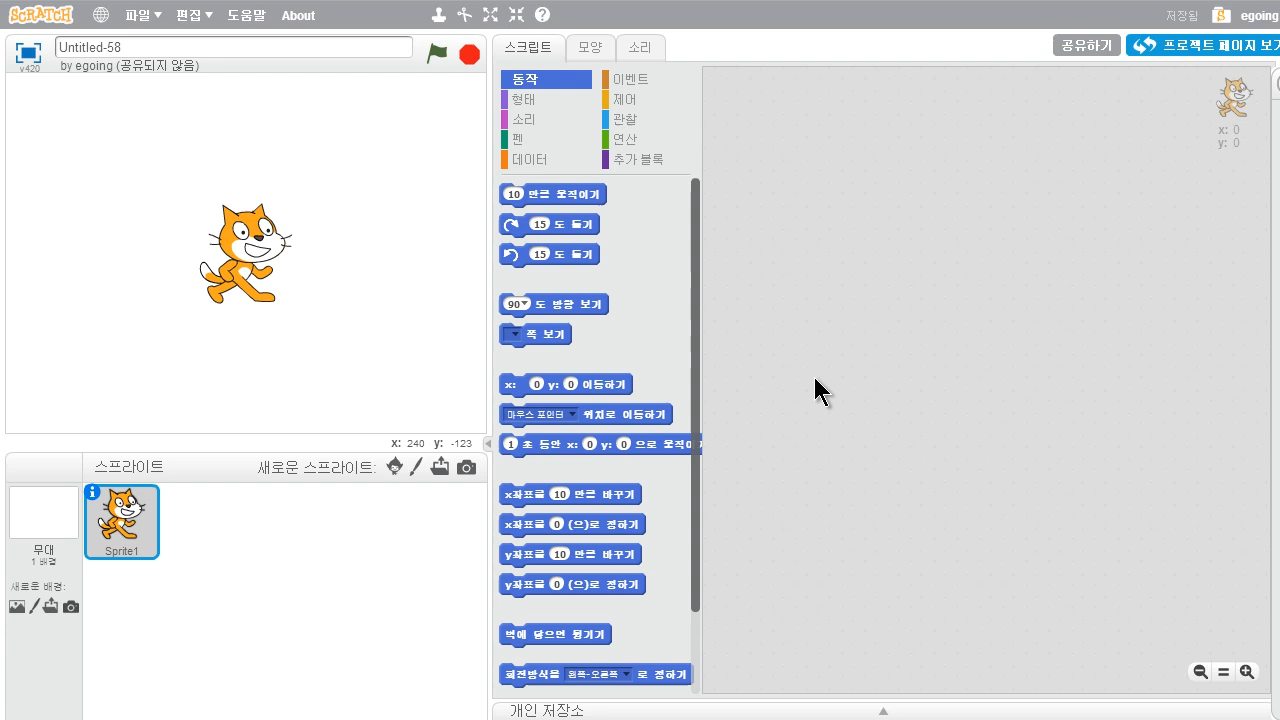 SCRATCH 파일 편집 도움말 About 저장됨 S egoing
v420 Untitled-58
by egoing (공유되지 않음)
스크립트 모양 소리 공유하기 프로젝트 페이지 보기
동작 이벤트
형태 제어
소리 관찰
펜 연산
데이터 추가 블록
10 만큼 움직이기
15 도 돌기
15 도 돌기
90 도 방향 보기
쪽 보기
x: 0 y: 0 이동하기
마우스 포인터 위치로 이동하기
1 초 동안 x: 0 y: 0 으로 움직이
x좌표를 10 만큼 바꾸기
x좌표를 0 (으)로 정하기
y좌표를 10 만큼 바꾸기
y좌표를 0 (으)로 정하기
벽에 닿으면 튕기기
회전방식을 왼쪽-오른쪽 로 정하기
x: 0
y: 0
x: 240 y: -123
스프라이트 새로운 스프라이트:
Sprite1
무대
1 배경
새로운 배경:
개인 저장소